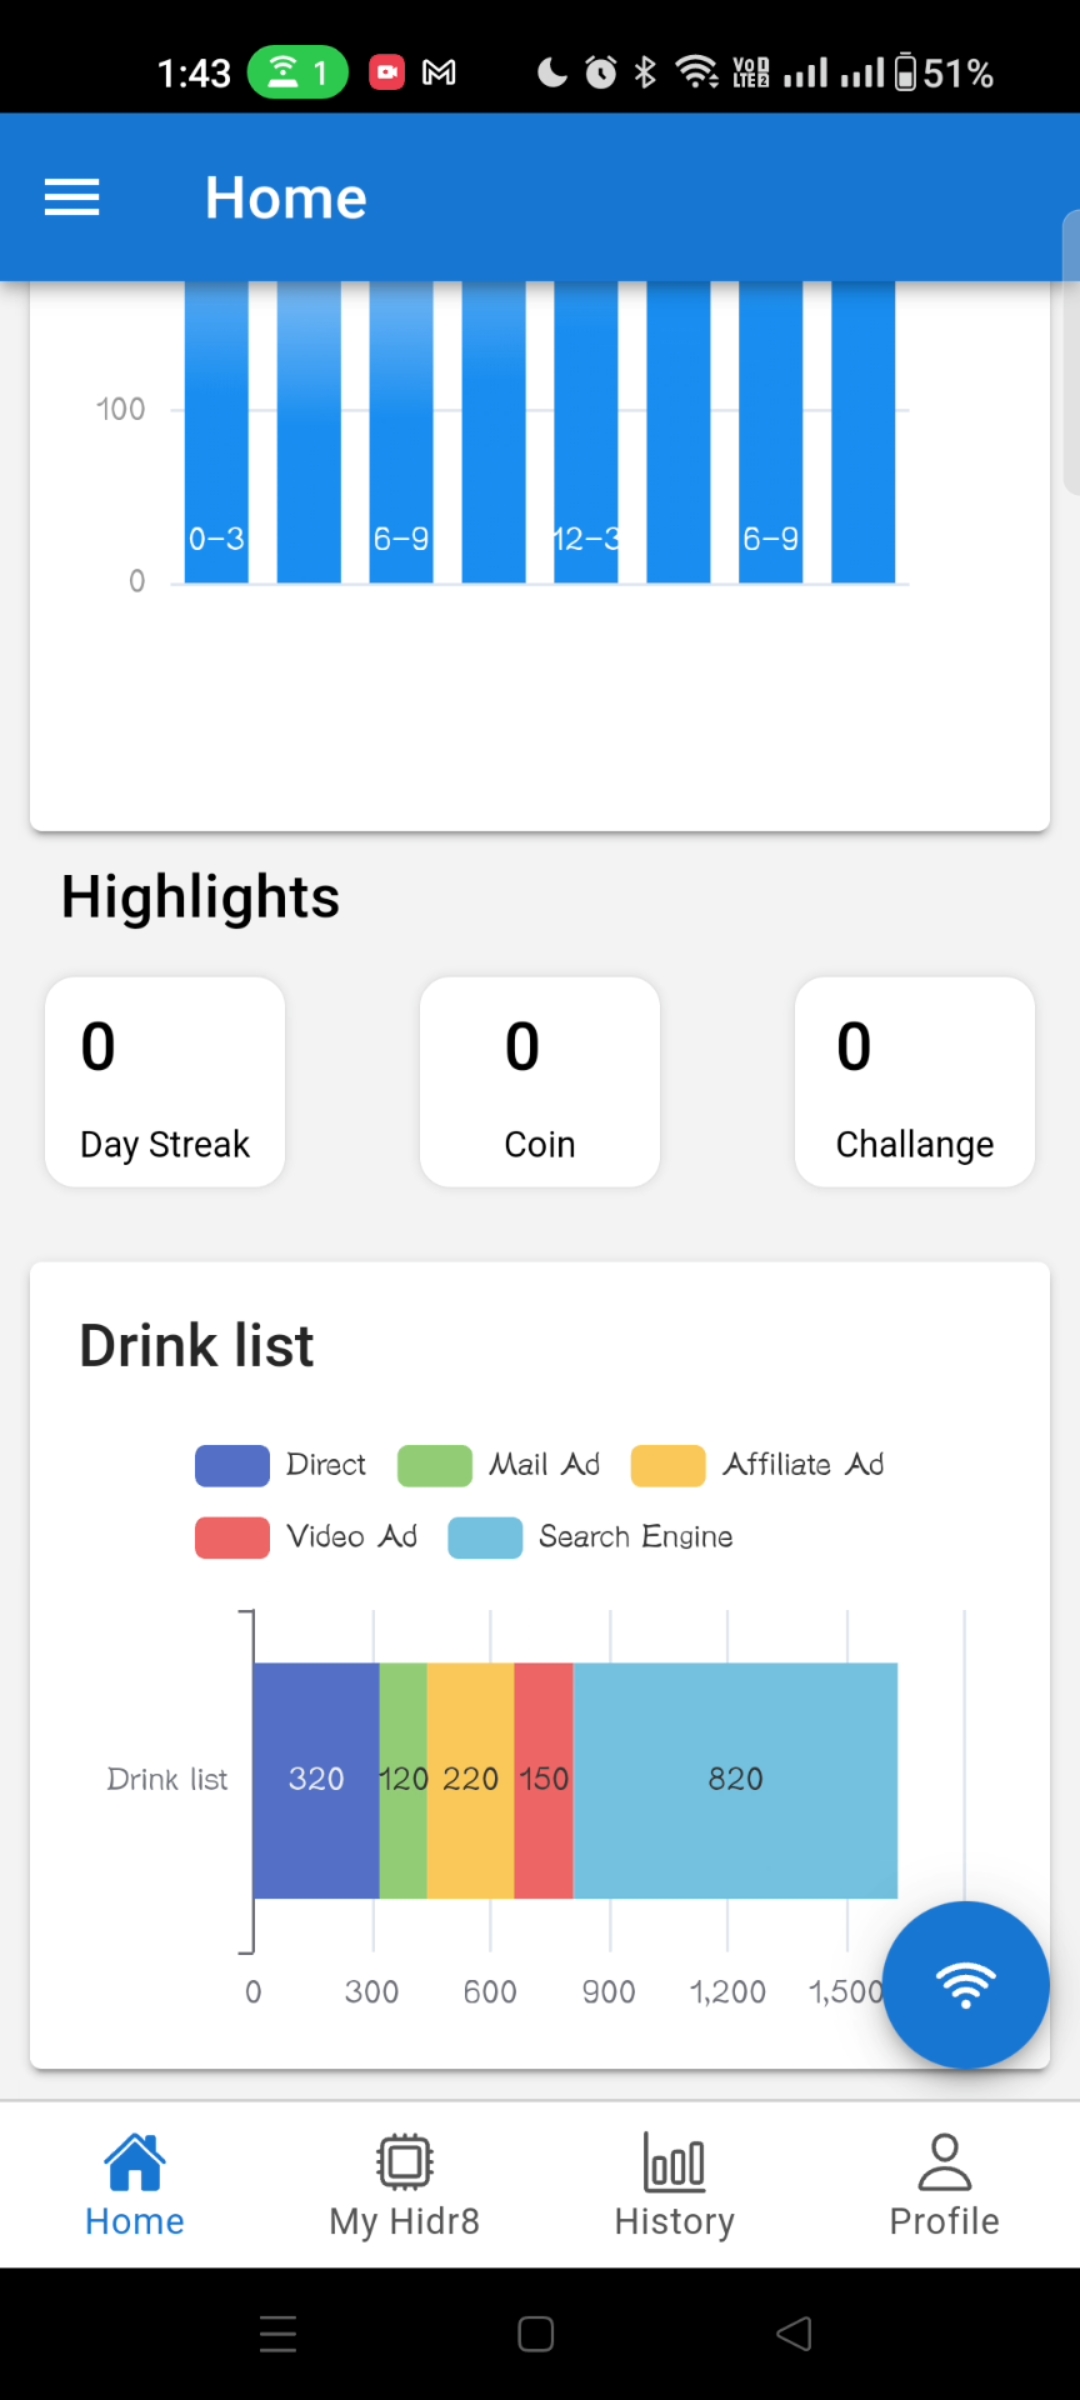 1:43 1 VoD LTE2 51%
Home
100
0-3 6-9 12-3 6-9
0
Highlights
0 0 0
Day Streak Coin Challange
Drink list
Direct Mail Ad Affiliate Ad
Video Ad Search Engine
Drink list 320 120 220 150 820
0 300 600 900 1,200 1,500
Home My Hidr8 History Profile